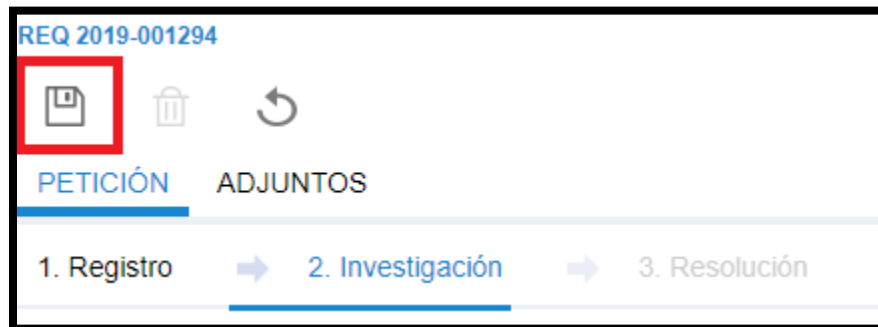 REQ 2019-001294
PETICIÓN ADJUNTOS
1. Registro 2. Investigación 3. Resolución